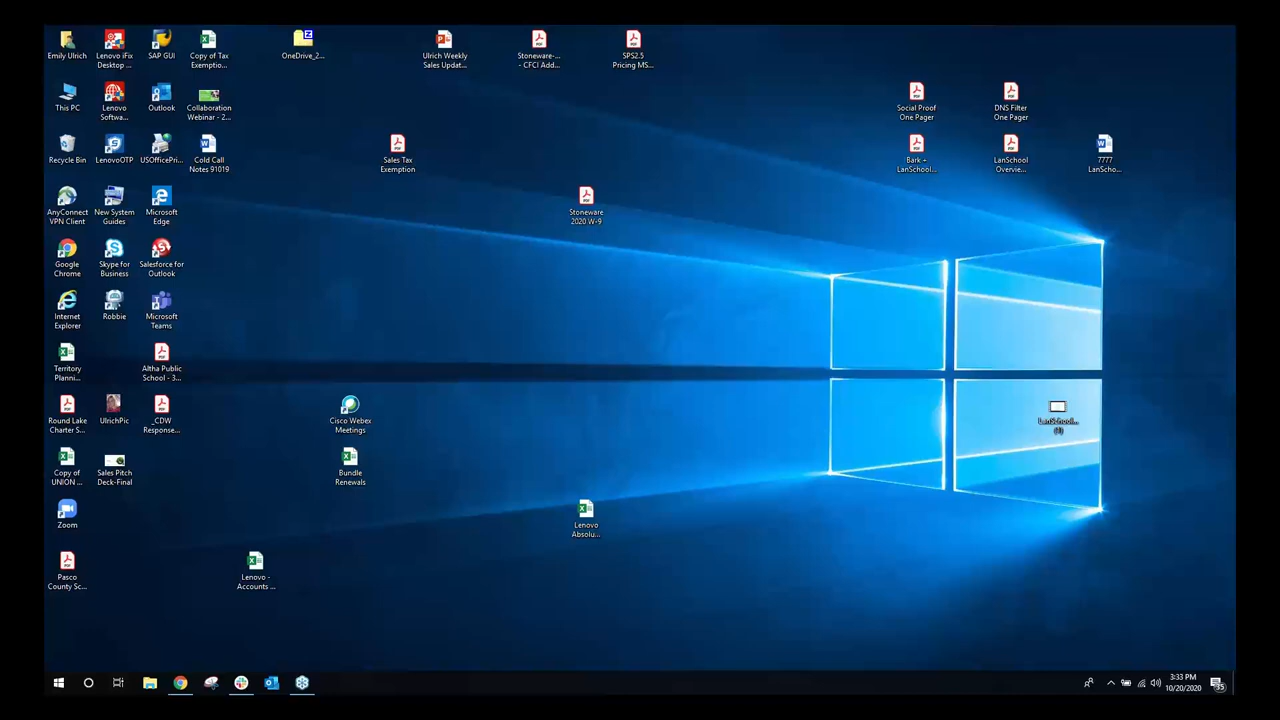 Emily Ulrich
Lenovo iFix
Desktop ...
SAP GUI
Copy of Tax
Exemptio...
OneDrive_2...
Ulrich Weekly
Sales Updat...
Stoneware-...
- CFCI Add...
SPS2.5
Pricing MS...
This PC
Lenovo
Softwa...
Outlook
Collaboration
Webinar - 2...
Social Proof
One Pager
DNS Filter
One Pager
Recycle Bin
LenovoOTP
USOfficePri...
Cold Call
Notes 91019
Sales Tax
Exemption
Bark +
LanSchool...
LanSchool
Overvie...
7777
LanScho...
AnyConnect
VPN Client
New System
Guides
Microsoft
Edge
Stoneware
2020 W-9
Google
Chrome
Skype for
Business
Salesforce for
Outlook
Internet
Explorer
Robbie
Microsoft
Teams
Territory
Planni...
Altha Public
School - 3...
Round Lake
Charter S...
UlrichPic
_CDW
Response...
Cisco Webex
Meetings
LanSchool...
(1)
Copy of
UNION ...
Sales Pitch
Deck-Final
Bundle
Renewals
Zoom
Lenovo
Absolu...
Pasco
County Sc...
Lenovo -
Accounts ...
3:33 PM
10/20/2020
35